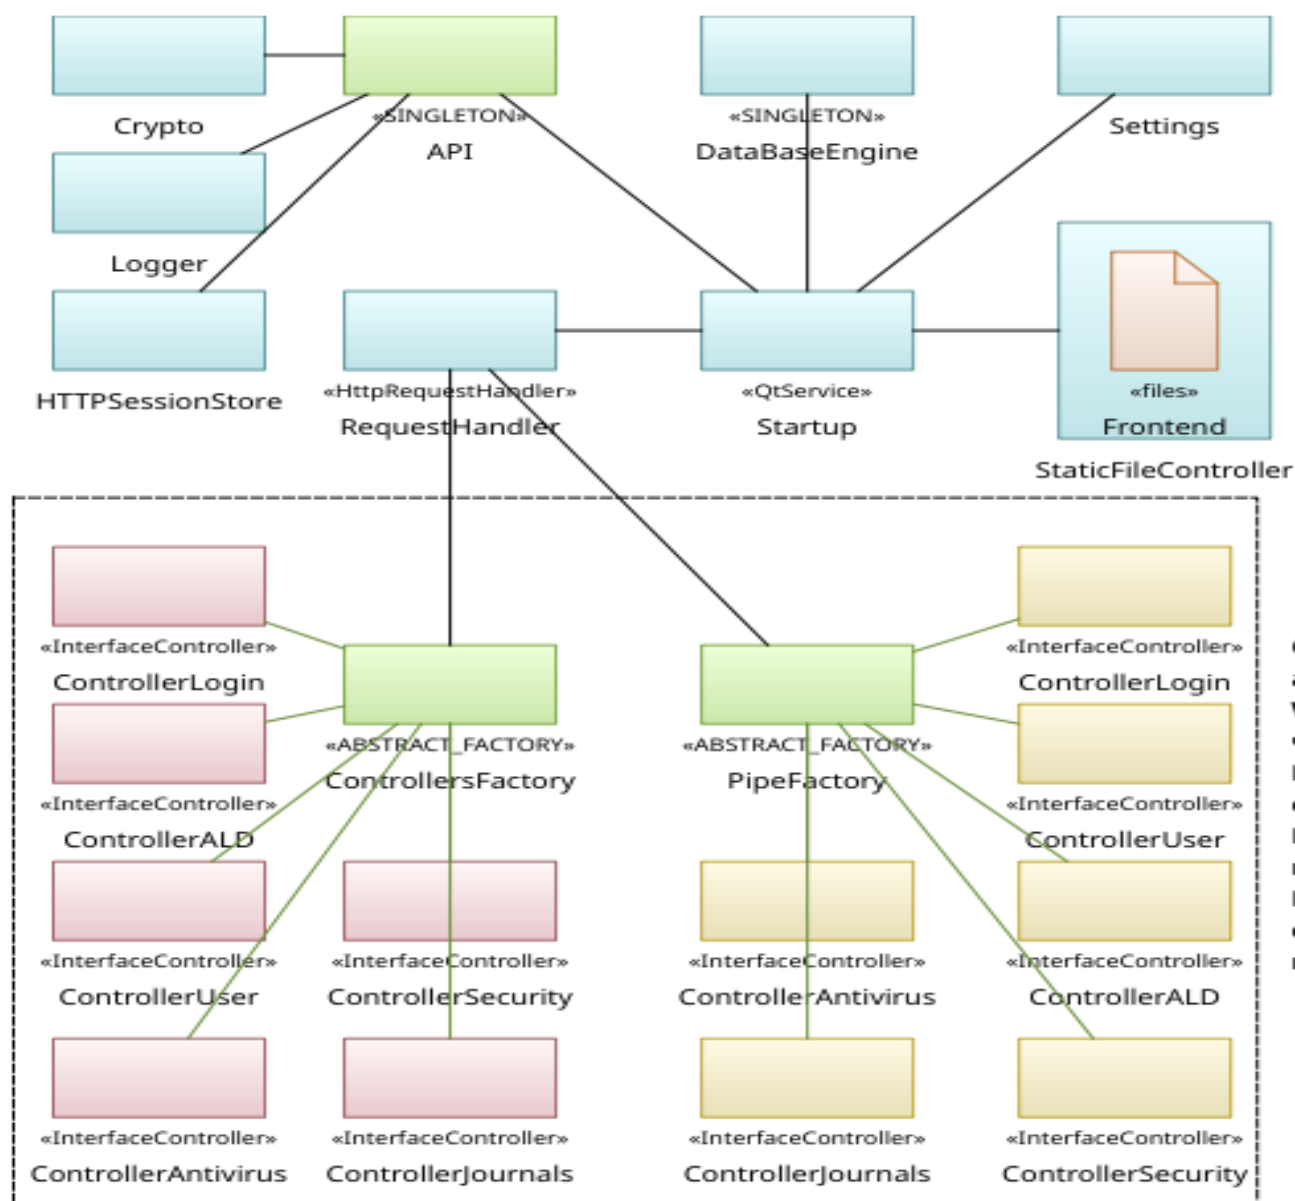 Crypto
«SINGLETON»
API
«SINGLETON»
DataBaseEngine
Settings
Logger
HTTPSessionStore
«HttpRequestHandler»
RequestHandler
«QtService»
Startup
«files»
Frontend
StaticFileController
«InterfaceController»
ControllerLogin
«InterfaceController»
ControllerLogin
«ABSTRACT_FACTORY»
ControllersFactory
«ABSTRACT_FACTORY»
PipeFactory
«InterfaceController»
ControllerALD
«InterfaceController»
ControllerUser
«InterfaceController»
ControllerUser
«InterfaceController»
ControllerSecurity
«InterfaceController»
ControllerAntivirus
«InterfaceController»
ControllerALD
«InterfaceController»
ControllerAntivirus
«InterfaceController»
ControllerJournals
«InterfaceController»
ControllerJournals
«InterfaceController»
ControllerSecurity